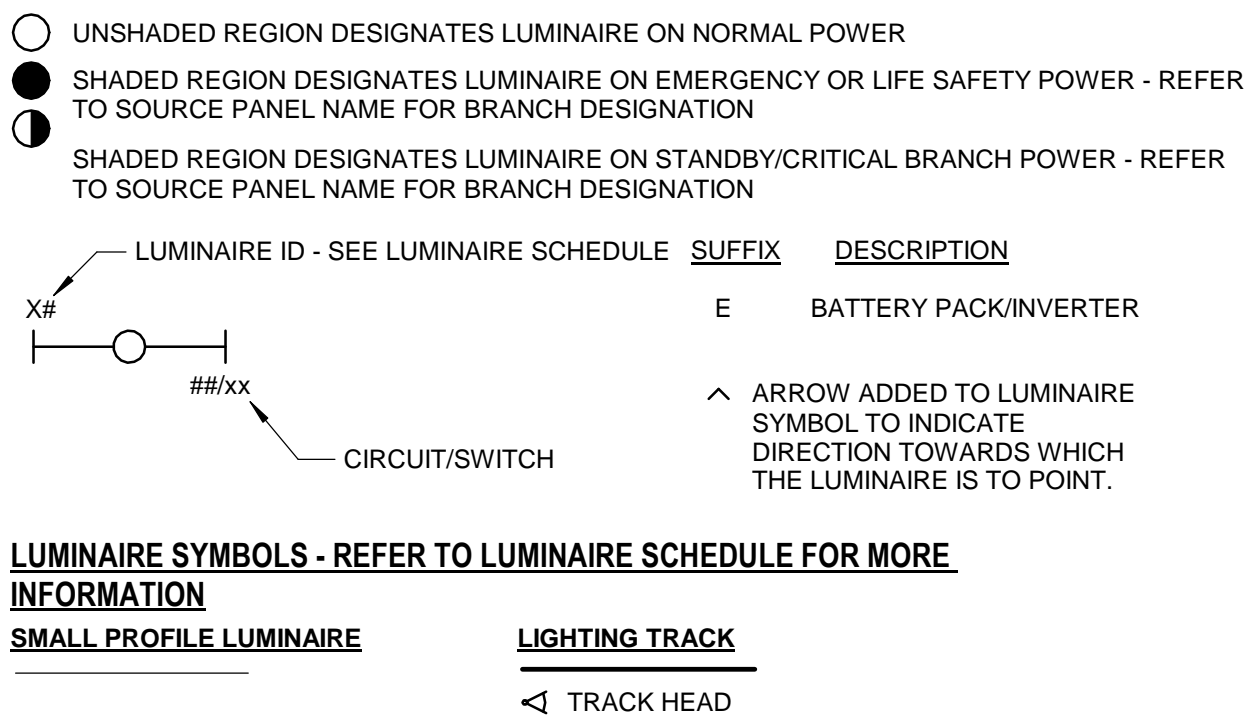 UNSHADED REGION DESIGNATES LUMINAIRE ON NORMAL POWER
SHADED REGION DESIGNATES LUMINAIRE ON EMERGENCY OR LIFE SAFETY POWER - REFER
TO SOURCE PANEL NAME FOR BRANCH DESIGNATION
SHADED REGION DESIGNATES LUMINAIRE ON STANDBY/CRITICAL BRANCH POWER - REFER
TO SOURCE PANEL NAME FOR BRANCH DESIGNATION
LUMINAIRE ID - SEE LUMINAIRE SCHEDULE
X#
##/xx
CIRCUIT/SWITCH
SUFFIX DESCRIPTION
E BATTERY PACK/INVERTER
ARROW ADDED TO LUMINAIRE
SYMBOL TO INDICATE
DIRECTION TOWARDS WHICH
THE LUMINAIRE IS TO POINT.
LUMINAIRE SYMBOLS - REFER TO LUMINAIRE SCHEDULE FOR MORE
INFORMATION
SMALL PROFILE LUMINAIRE
LIGHTING TRACK
TRACK HEAD